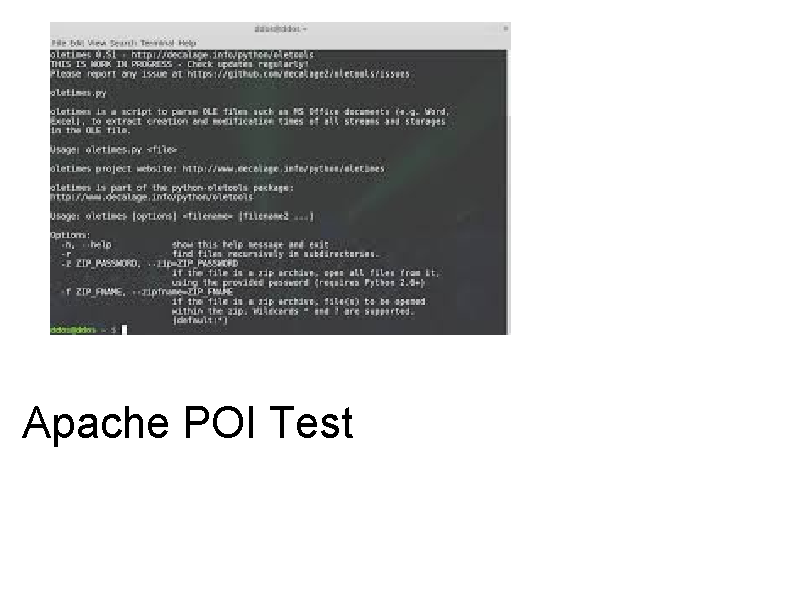 ddos@ddos ~
File Edit View Search Terminal Help
oletimes 0.51 - http://decalage.info/python/oletools
THIS IS WORK IN PROGRESS - Check updates regularly!
Please report any issue at https://github.com/decalage2/oletools/issues
oletimes.py
oletimes is a script to parse OLE files such as MS Office documents (e.g. Word,
Excel), to extract creation and modification times of all streams and storages
in the OLE file.
Usage: oletimes.py <file>
oletimes project website: http://www.decalage.info/python/oletimes
oletimes is part of the python-oletools package:
http://www.decalage.info/python/oletools
Usage: oletimes [options] <filename> [filename2 ...]
Options:
-h, --help show this help message and exit
-r find files recursively in subdirectories.
-z ZIP_PASSWORD, --zip=ZIP_PASSWORD
if the file is a zip archive, open all files from it,
using the provided password (requires Python 2.6+)
-f ZIP_FNAME, --zipfname=ZIP_FNAME
if the file is a zip archive, file(s) to be opened
within the zip. Wildcards * and ? are supported.
(default:*)
ddos@ddos ~ $
Apache POI Test